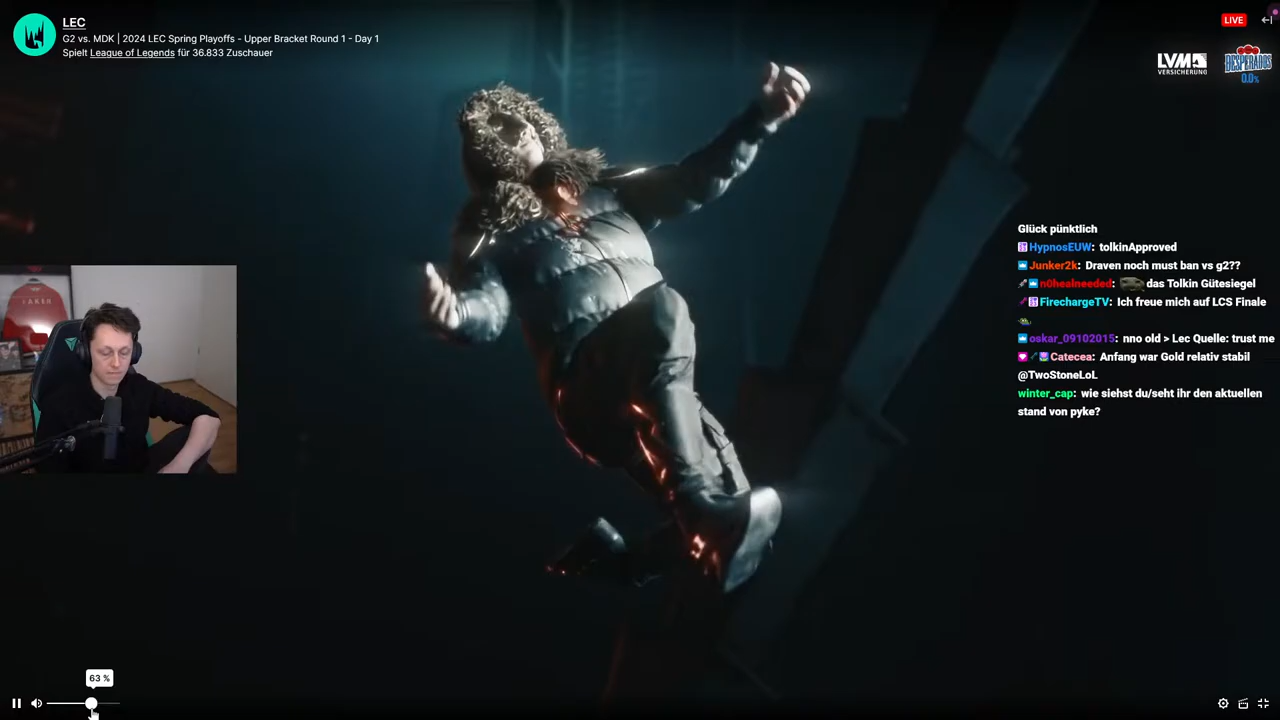 LEC
G2 vs. MDK | 2024 LEC Spring Playoffs - Upper Bracket Round 1 - Day 1
Spielt League of Legends für 36.833 Zuschauer
LIVE
LVM
VERSICHERUNG
DESPERADOS
0.0%
FAKER
Glück pünktlich
HypnosEUW: tolkinApproved
Junker2k: Draven noch must ban vs g2??
n0healneeded: das Tolkin Gütesiegel
FirechargeTV: Ich freue mich auf LCS Finale
oskar_09102015: nno old > Lec Quelle: trust me
Catecea: Anfang war Gold relativ stabil
@TwoStoneLoL
winter_cap: wie siehst du/seht ihr den aktuellen
stand von pyke?
63 %